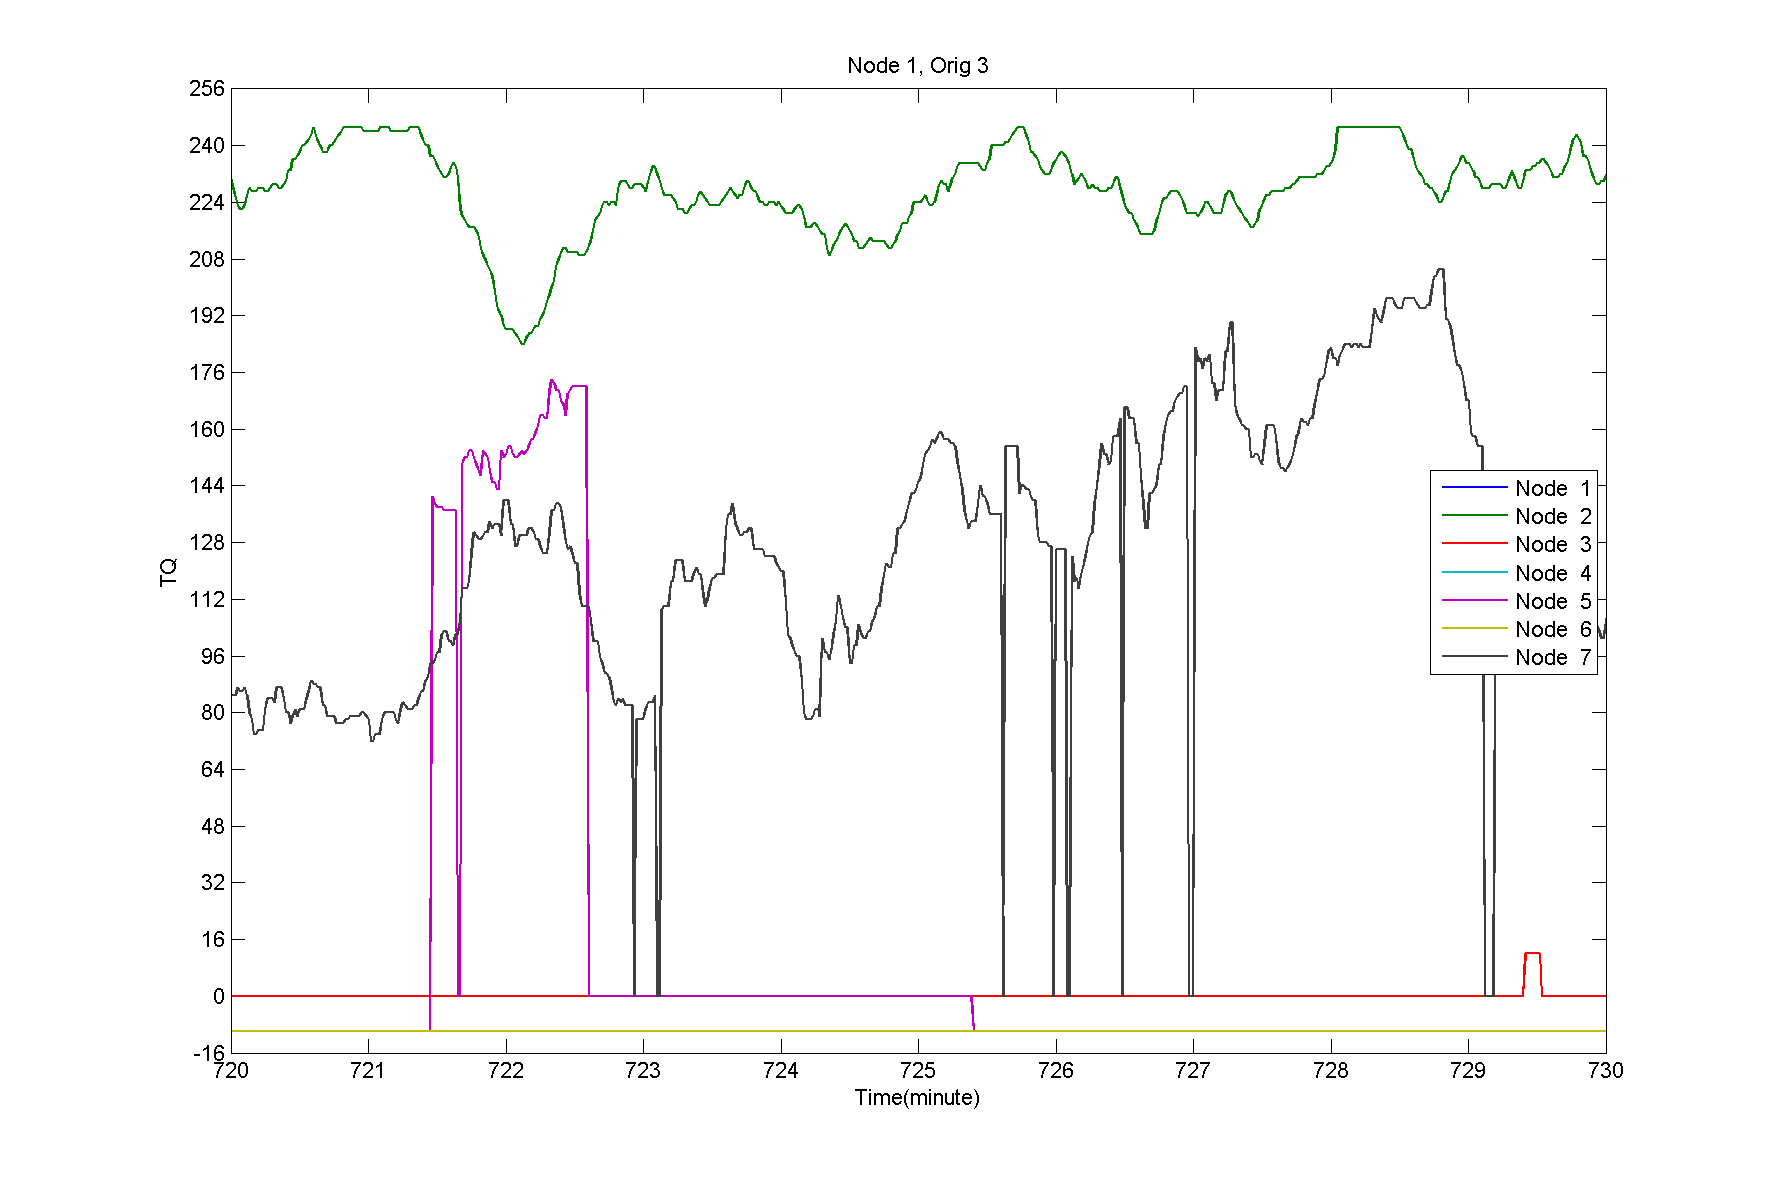 Node 1, Orig 3
256
240
224
208
192
176
160
144
128
112
96
80
64
48
32
16
0
-16
TQ
Node 1
Node 2
Node 3
Node 4
Node 5
Node 6
Node 7
720 721 722 723 724 725 726 727 728 729 730
Time(minute)